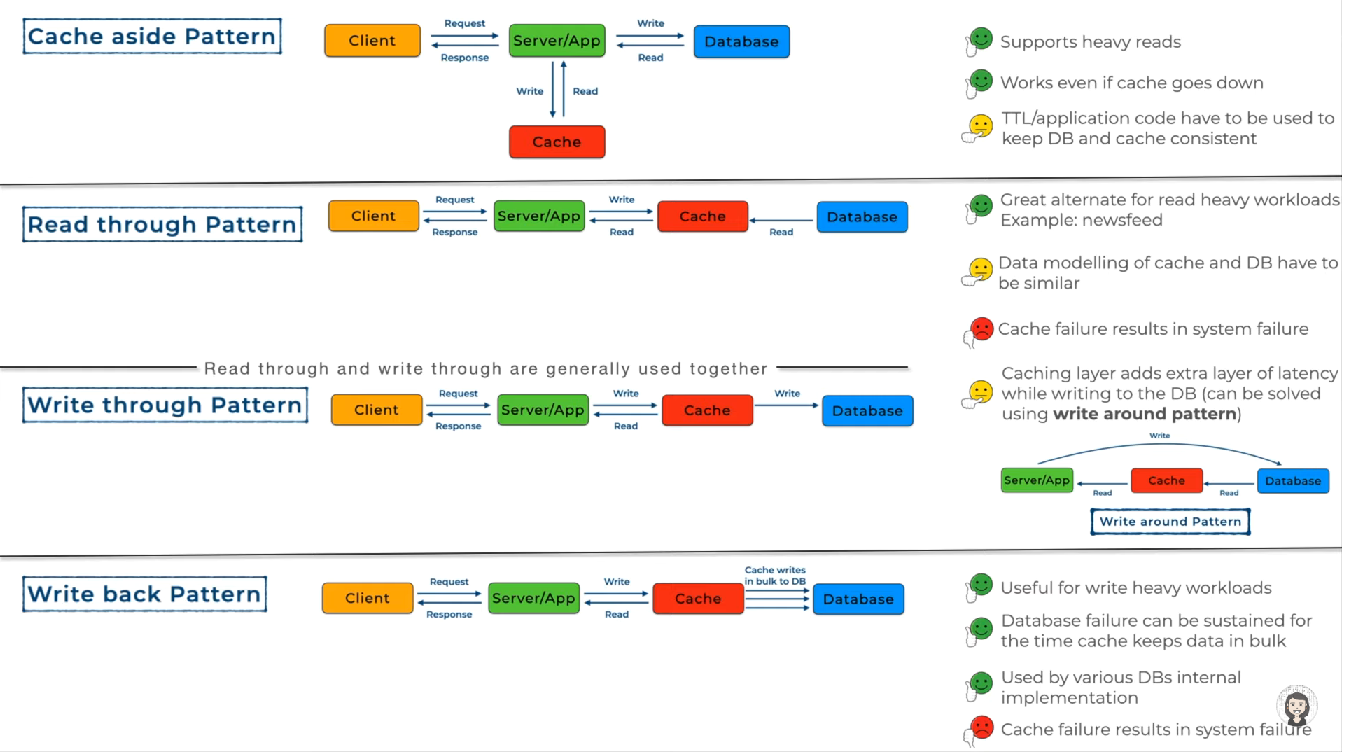 Cache aside Pattern
Client
Request
Response
Server/App
Write
Read
Database
Write
Read
Cache
Supports heavy reads
Works even if cache goes down
TTL/application code have to be used to
keep DB and cache consistent
Read through Pattern
Client
Request
Response
Server/App
Write
Read
Cache
Read
Database
Great alternate for read heavy workloads
Example: newsfeed
Data modelling of cache and DB have to
be similar
Cache failure results in system failure
Read through and write through are generally used together
Write through Pattern
Client
Request
Response
Server/App
Write
Read
Cache
Write
Database
Caching layer adds extra layer of latency
while writing to the DB (can be solved
using write around pattern)
Write
Server/App
Read
Cache
Read
Database
Write around Pattern
Write back Pattern
Client
Request
Response
Server/App
Write
Read
Cache
Cache writes
in bulk to DB
Database
Useful for write heavy workloads
Database failure can be sustained for
the time cache keeps data in bulk
Used by various DBs internal
implementation
Cache failure results in system failure